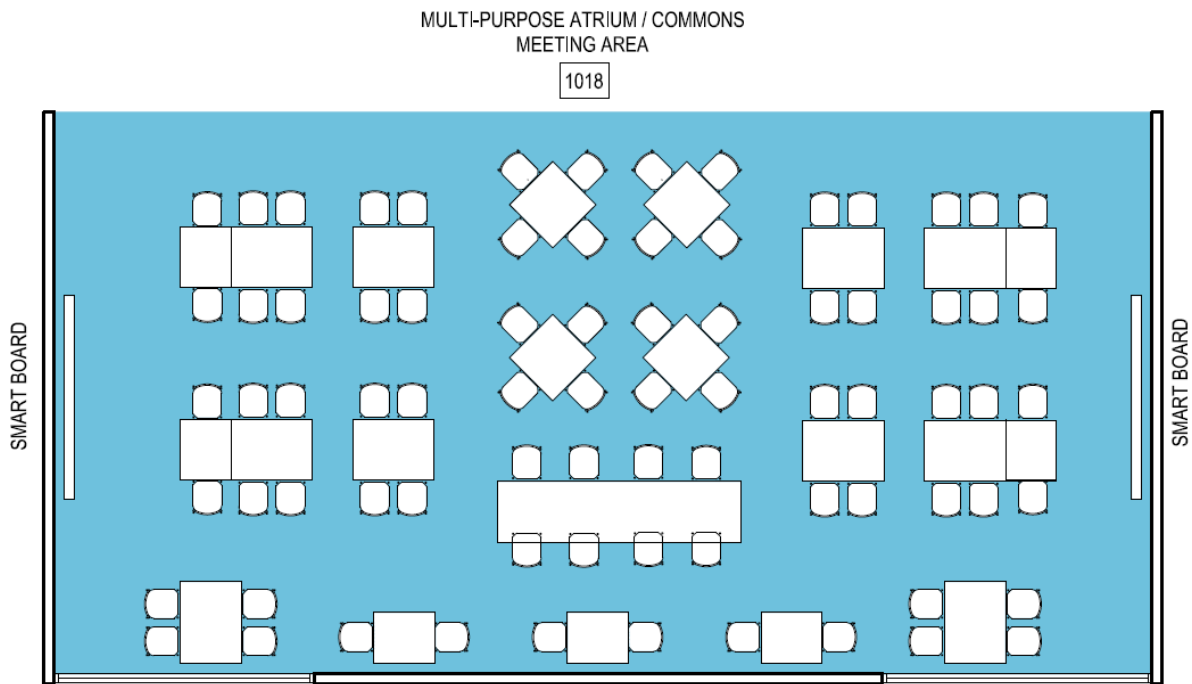 MULTI-PURPOSE ATRIUM / COMMONS
MEETING AREA
1018
SMART BOARD
SMART BOARD